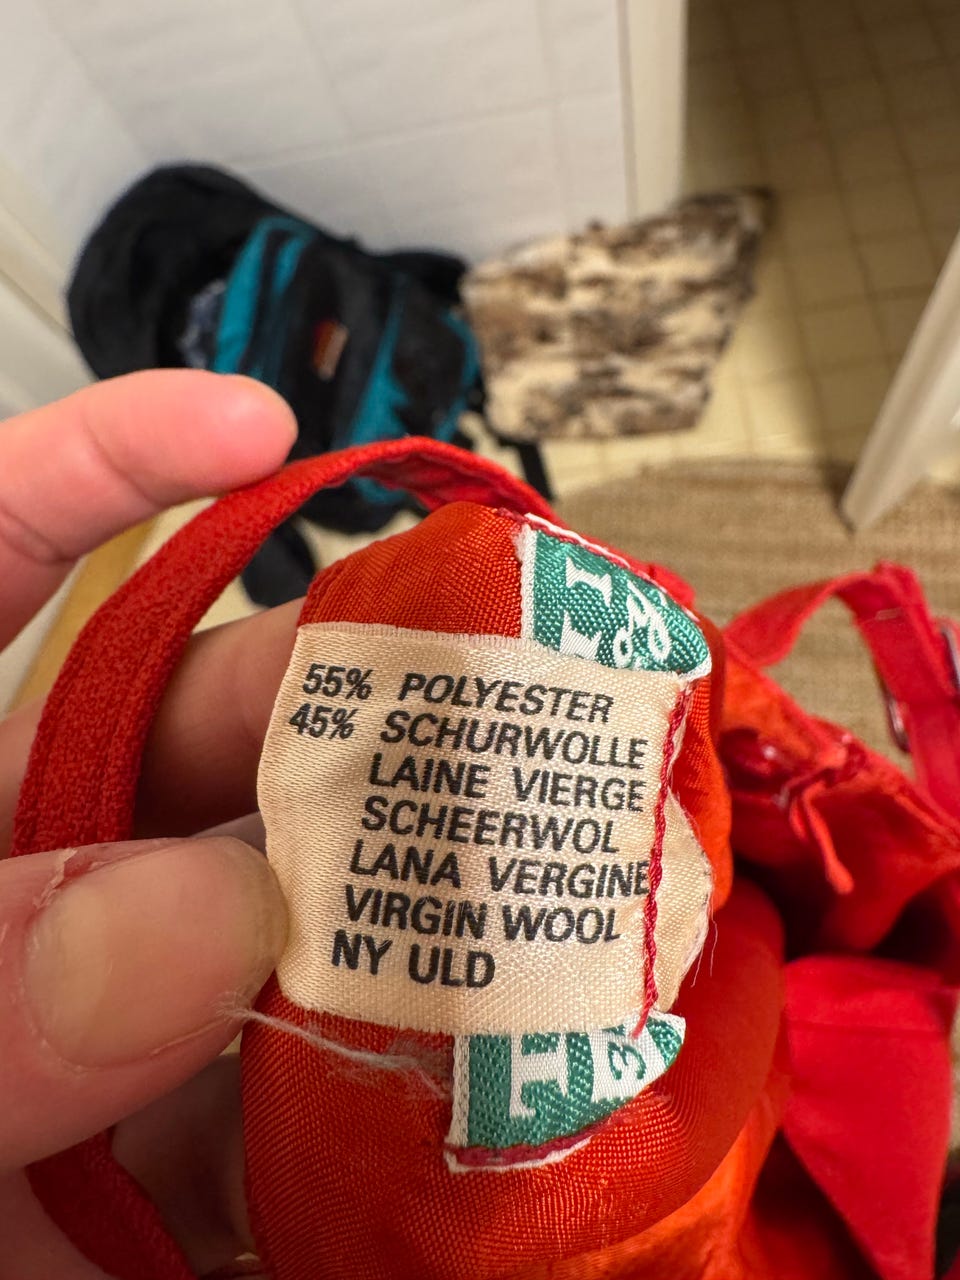 55% POLYESTER
45% SCHURWOLLE
LAINE VIERGE
SCHEERWOL
LANA VERGINE
VIRGIN WOOL
NY ULD